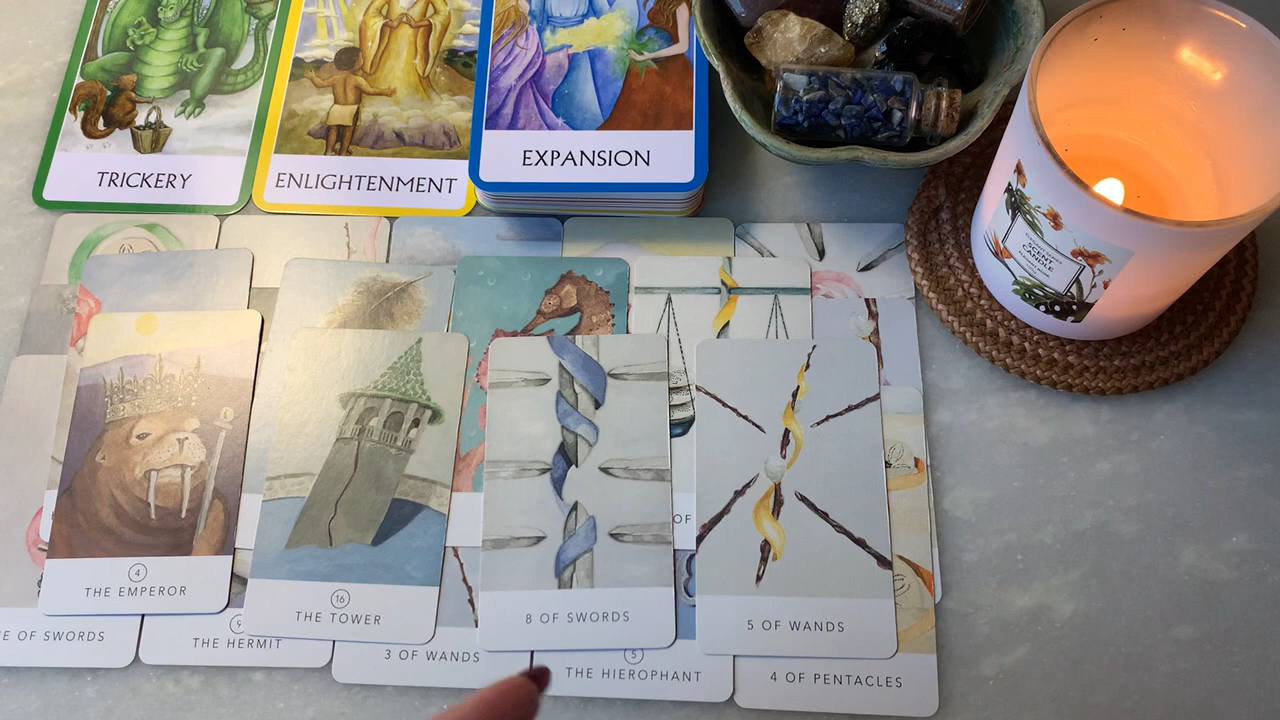 TRICKERY
ENLIGHTENMENT
EXPANSION
SCENT
CANDLE
4
THE EMPEROR
16
THE TOWER
8 OF SWORDS
5 OF WANDS
OF
E OF SWORDS
9
THE HERMIT
3 OF WANDS
5
THE HIEROPHANT
4 OF PENTACLES